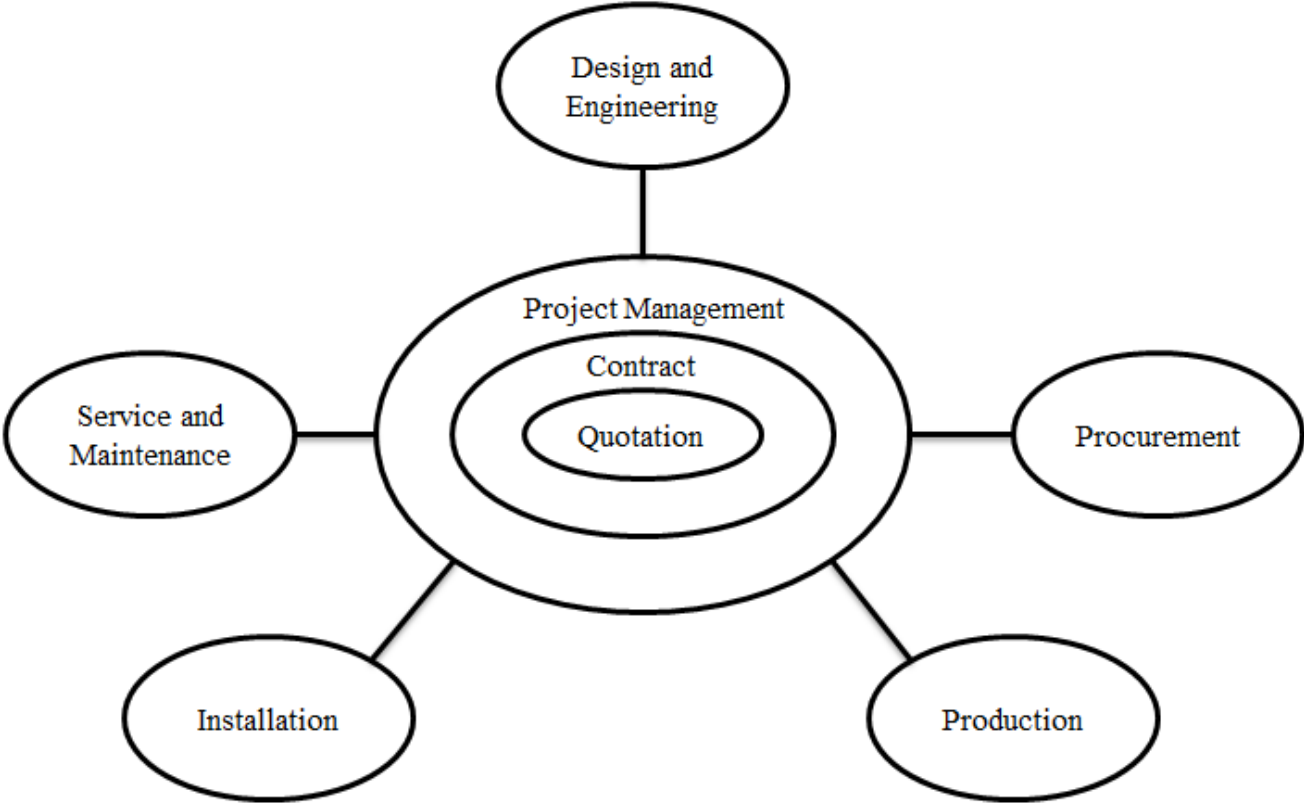 Design and
Engineering
Project Management
Contract
Quotation
Service and
Maintenance
Procurement
Installation
Production